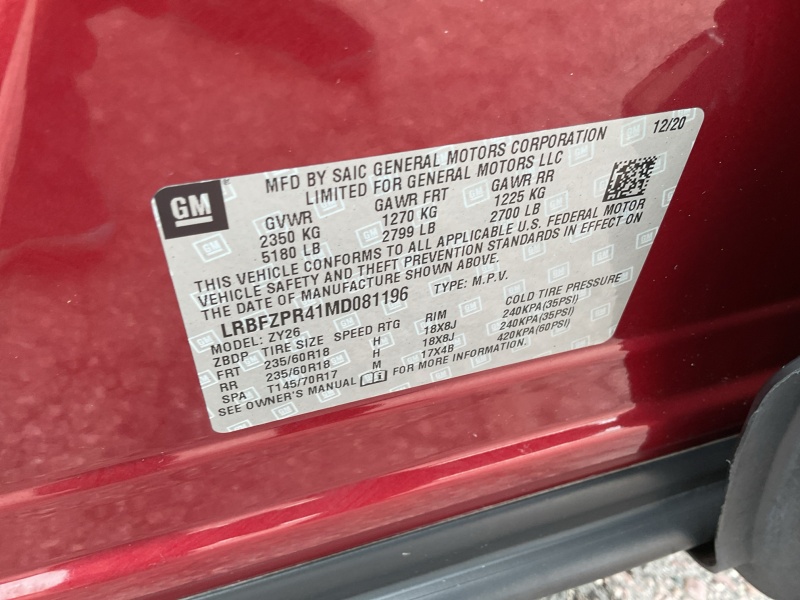 GM
12/20
MFD BY SAIC GENERAL MOTORS CORPORATION
LIMITED FOR GENERAL MOTORS LLC
GVWR GAWR FRT GAWR RR
2350 KG 1270 KG 1225 KG
5180 LB 2799 LB 2700 LB
THIS VEHICLE CONFORMS TO ALL APPLICABLE U.S. FEDERAL MOTOR
VEHICLE SAFETY AND THEFT PREVENTION STANDARDS IN EFFECT ON
THE DATE OF MANUFACTURE SHOWN ABOVE.
LRBFZPR41MD081196 TYPE: M.P.V.
MODEL: ZY26
ZBDP TIRE SIZE SPEED RTG RIM COLD TIRE PRESSURE
FRT 235/60R18 H 18X8J 240KPA(35PSI)
RR 235/60R18 H 18X8J 240KPA(35PSI)
SPA T145/70R17 M 17X4B 420KPA(60PSI)
SEE OWNER'S MANUAL FOR MORE INFORMATION.